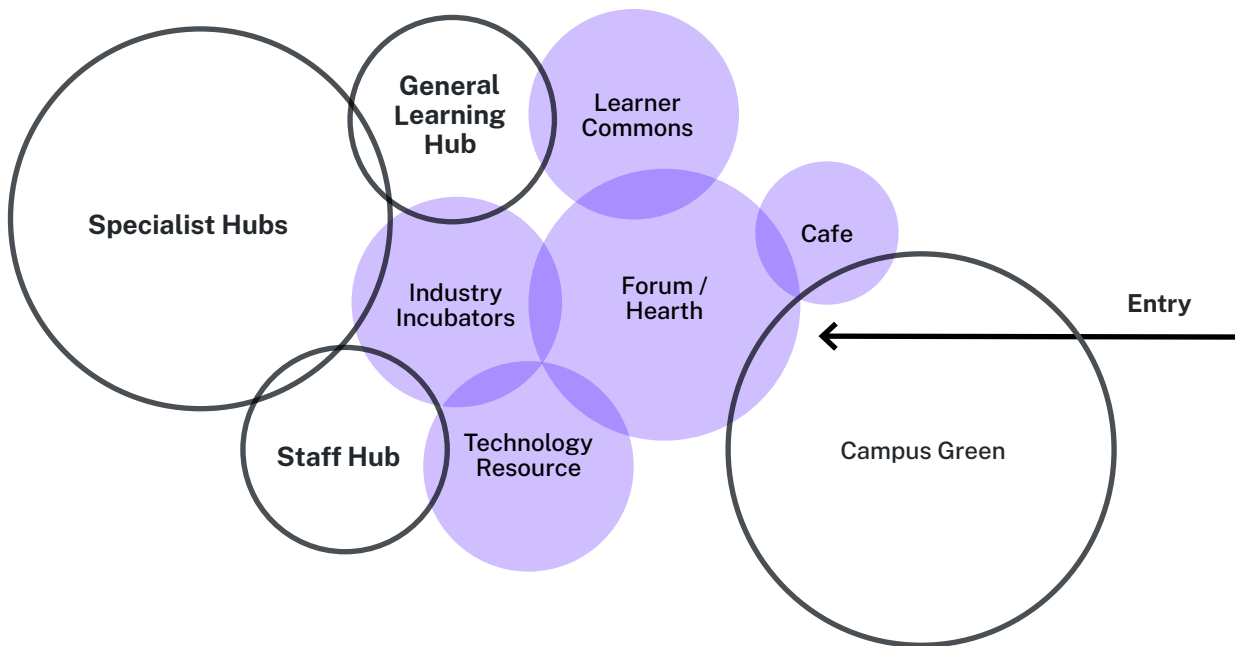 General
Learning
Hub
Learner
Commons
Specialist Hubs
Cafe
Industry
Incubators
Forum /
Hearth
Entry
Staff Hub
Technology
Resource
Campus Green